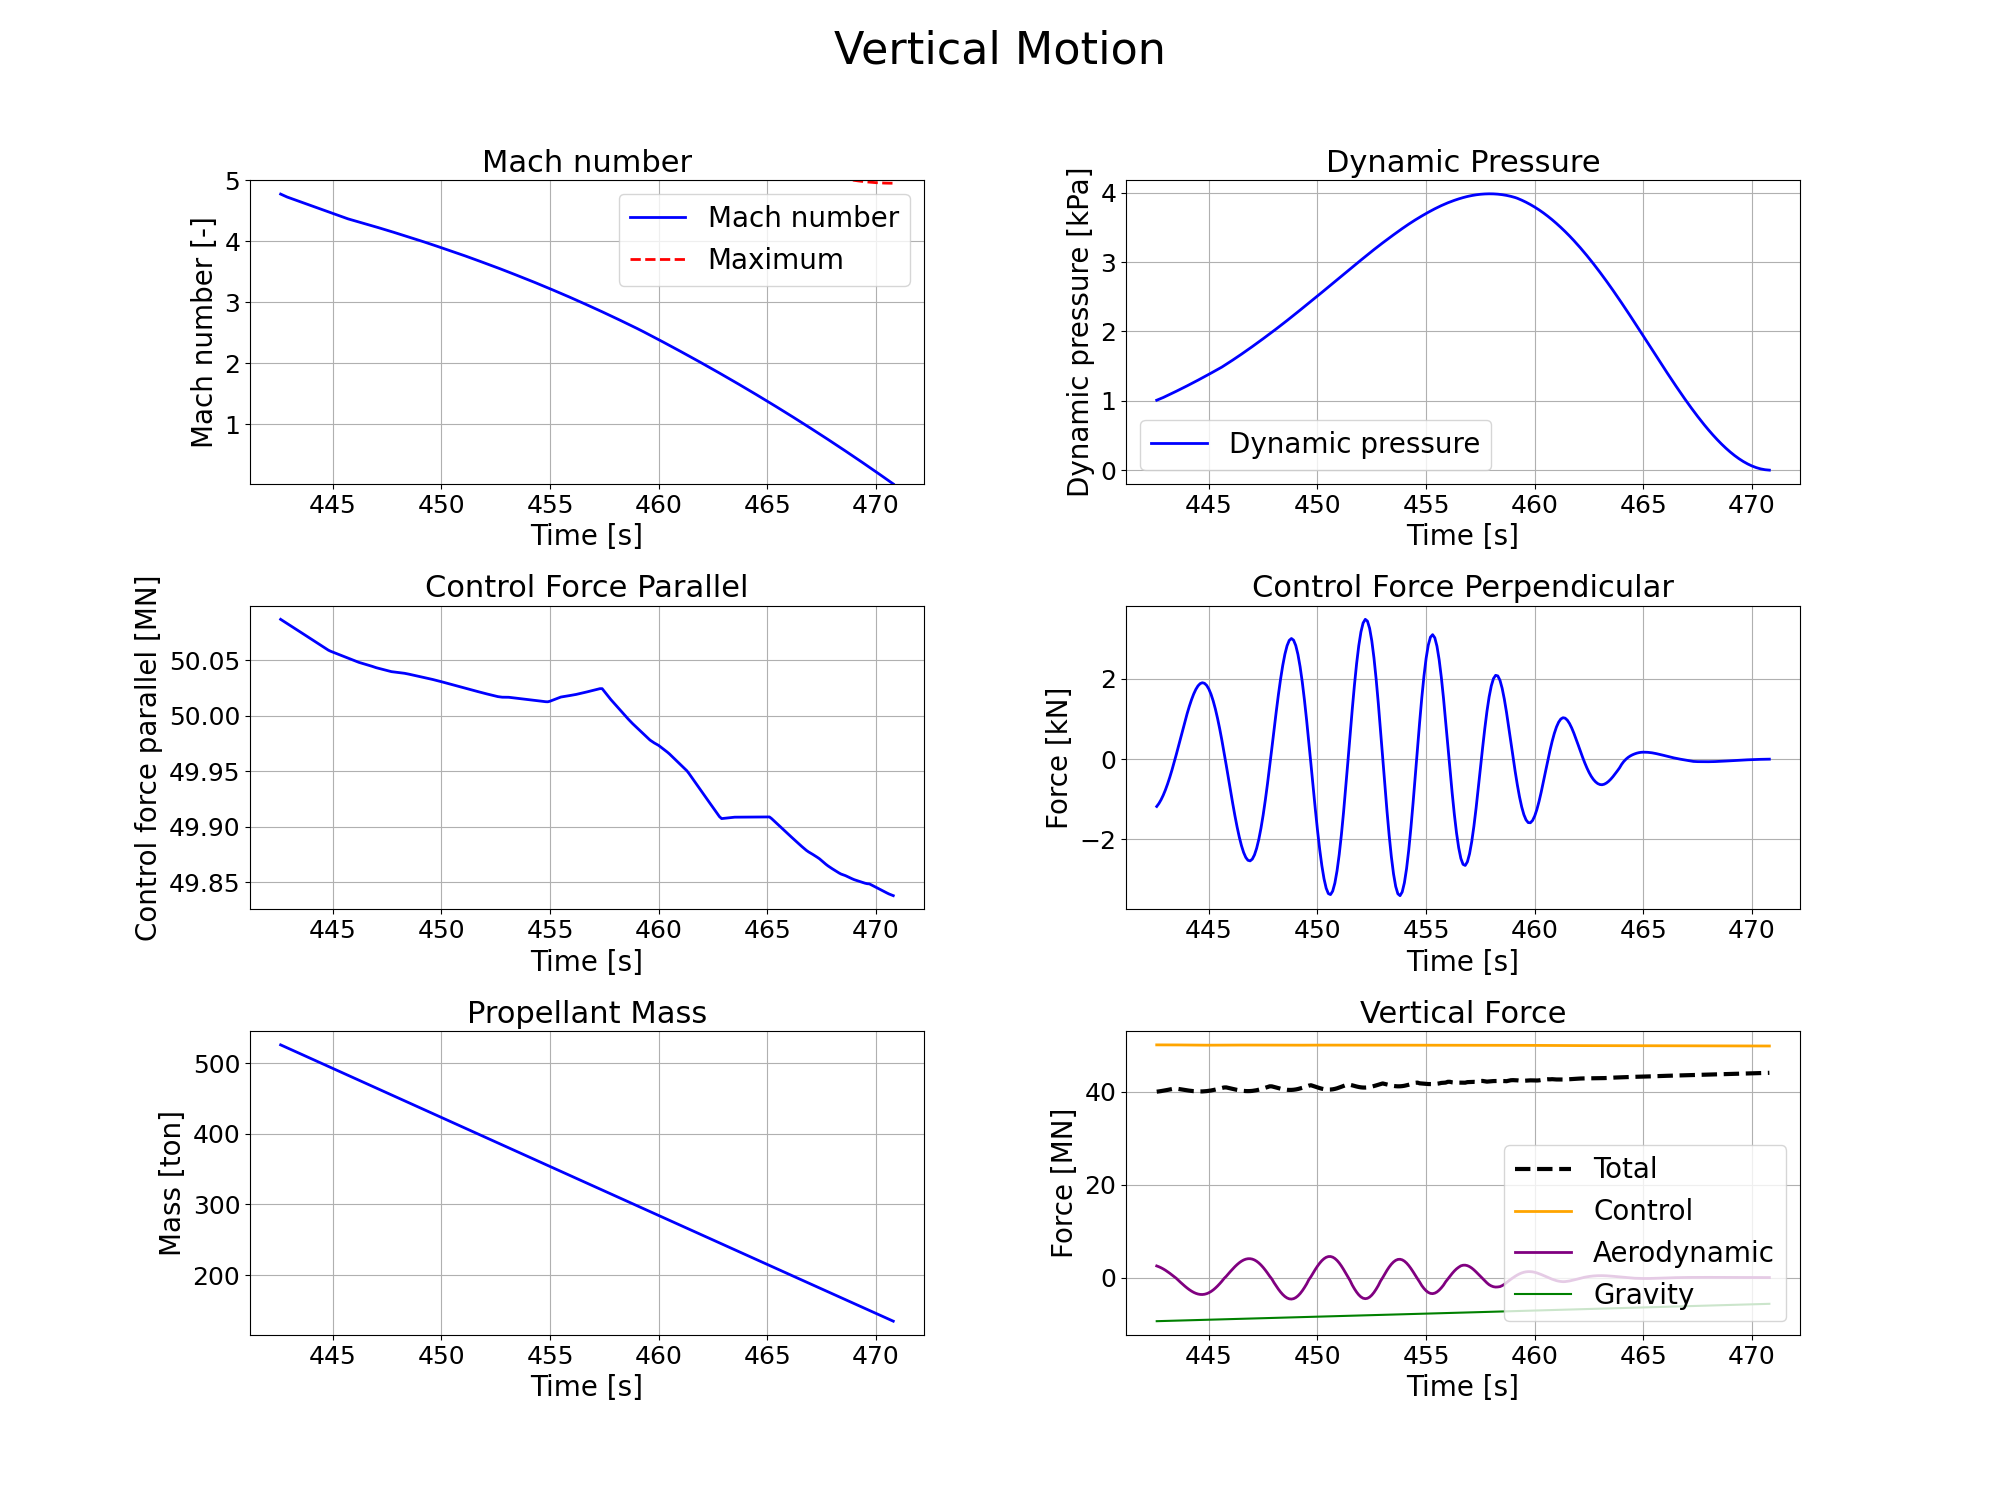 Vertical Motion
Mach number
Mach number [-]
5
4
3
2
1
Mach number
Maximum
445 450 455 460 465 470
Time [s]
Dynamic Pressure
Dynamic pressure [kPa]
4
3
2
1
0
Dynamic pressure
445 450 455 460 465 470
Time [s]
Control Force Parallel
Control force parallel [MN]
50.05
50.00
49.95
49.90
49.85
445 450 455 460 465 470
Time [s]
Control Force Perpendicular
Force [kN]
2
0
−2
445 450 455 460 465 470
Time [s]
Propellant Mass
Mass [ton]
500
400
300
200
445 450 455 460 465 470
Time [s]
Vertical Force
Force [MN]
40
20
0
Total
Control
Aerodynamic
Gravity
445 450 455 460 465 470
Time [s]